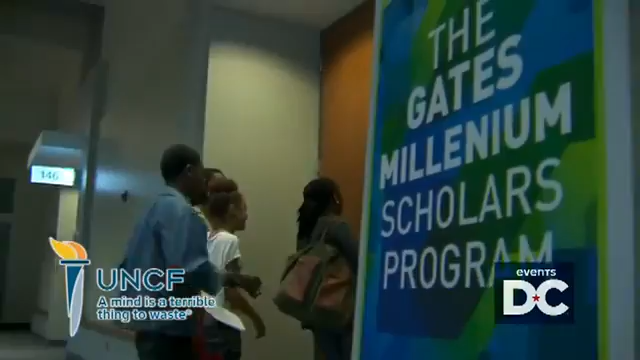 THE
GATES
MILLENIUM
SCHOLARS
PROGRAM
146
UNCF
A mind is a terrible
thing to waste®
events
DC